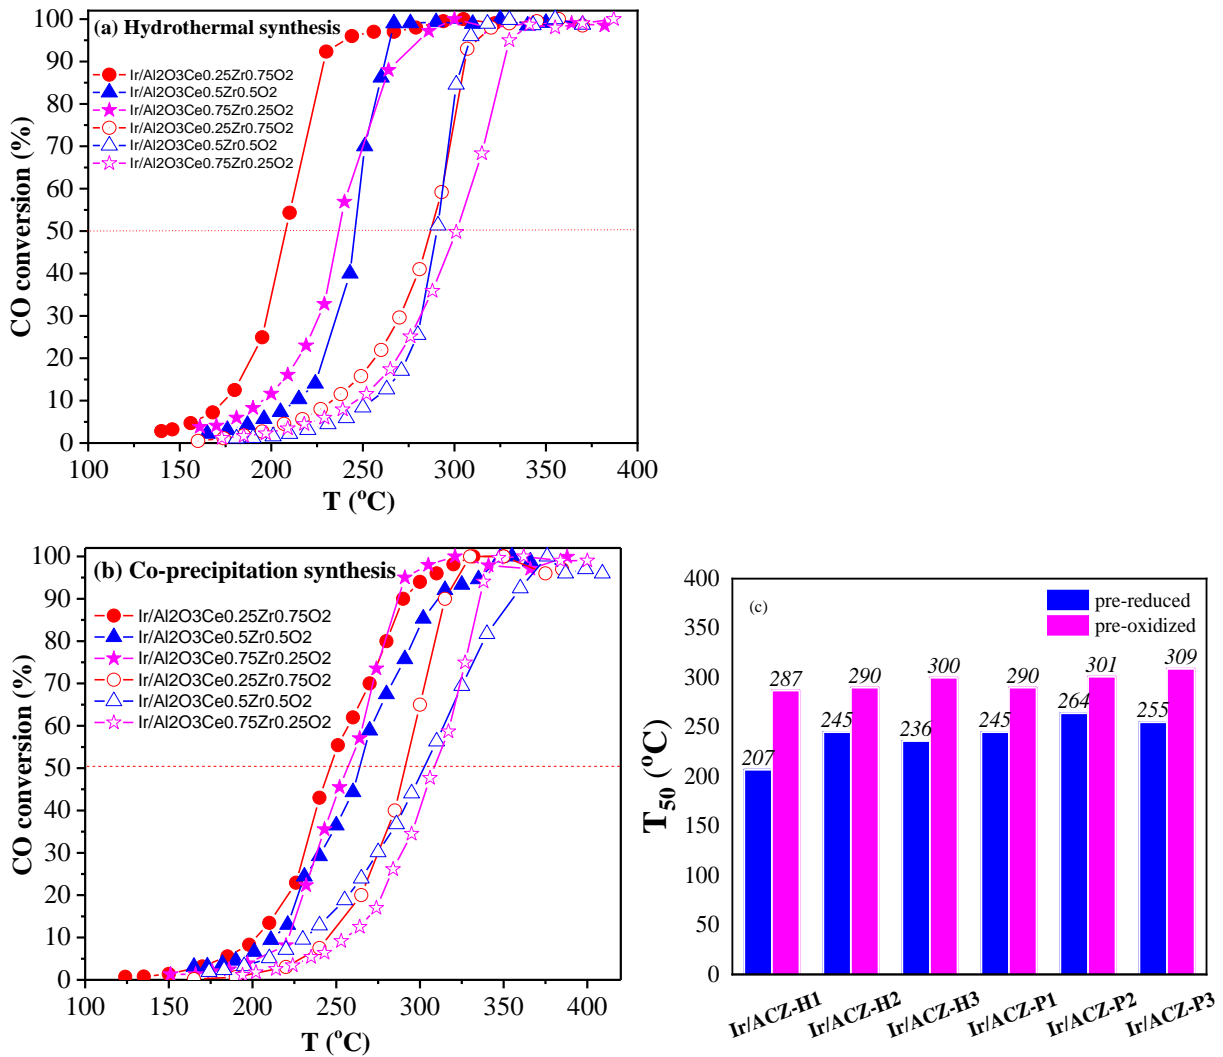 (a) Hydrothermal synthesis
Ir/Al2O3Ce0.25Zr0.75O2
Ir/Al2O3Ce0.5Zr0.5O2
Ir/Al2O3Ce0.75Zr0.25O2
Ir/Al2O3Ce0.25Zr0.75O2
Ir/Al2O3Ce0.5Zr0.5O2
Ir/Al2O3Ce0.75Zr0.25O2
CO conversion (%)
100
90
80
70
60
50
40
30
20
10
0
100 150 200 250 300 350 400
T (°C)
(b) Co-precipitation synthesis
Ir/Al2O3Ce0.25Zr0.75O2
Ir/Al2O3Ce0.5Zr0.5O2
Ir/Al2O3Ce0.75Zr0.25O2
Ir/Al2O3Ce0.25Zr0.75O2
Ir/Al2O3Ce0.5Zr0.5O2
Ir/Al2O3Ce0.75Zr0.25O2
CO conversion (%)
100
90
80
70
60
50
40
30
20
10
0
100 150 200 250 300 350 400
T (°C)
(c)
pre-reduced
pre-oxidized
T50 (°C)
400
350
300
250
200
150
100
50
0
207 287 245 290 236 300 245 290 264 301 255 309
Ir/ACZ-H1 Ir/ACZ-H2 Ir/ACZ-H3 Ir/ACZ-P1 Ir/ACZ-P2 Ir/ACZ-P3